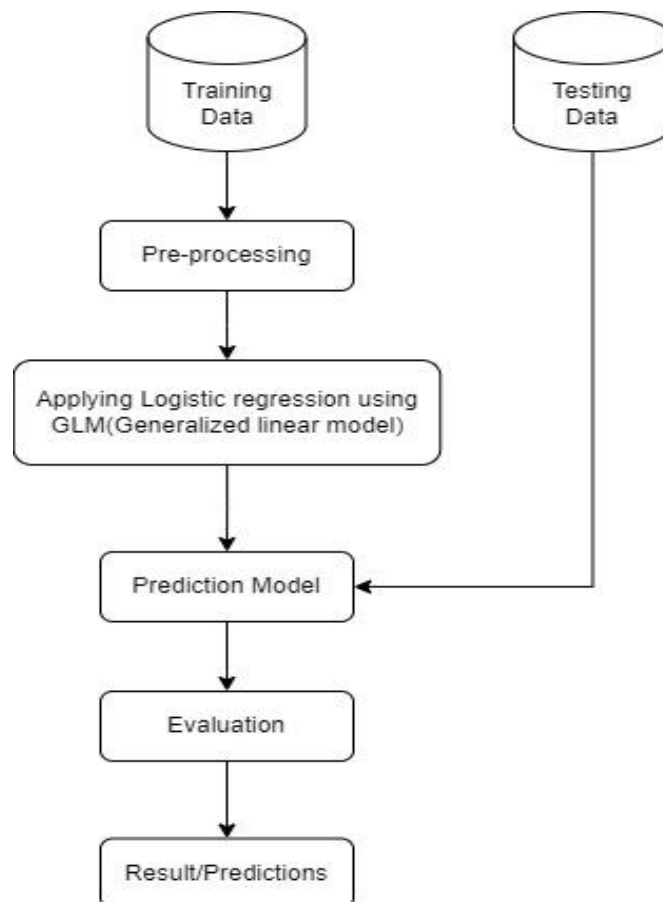 Training
Data
Testing
Data
Pre-processing
Applying Logistic regression using
GLM(Generalized linear model)
Prediction Model
Evaluation
Result/Predictions